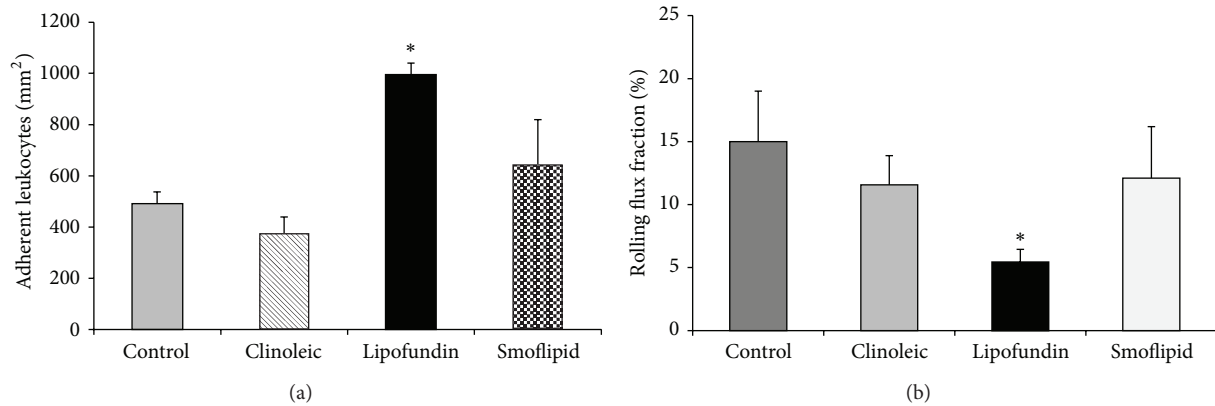 Adherent leukocytes (mm²)
1200
1000
800
600
400
200
0
*
Control Clinoleic Lipofundin Smoflipid
(a)
Rolling flux fraction (%)
25
20
15
10
5
0
*
Control Clinoleic Lipofundin Smoflipid
(b)